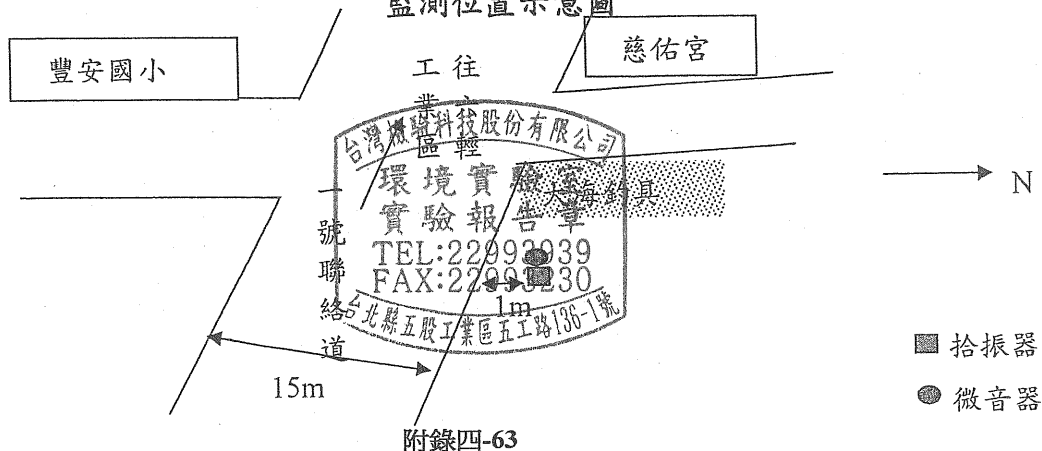 監測位置示意圖
豐安國小
慈佑宮
往六輕
工業區
台灣檢驗科技股份有限公司
環境實驗室
實驗報告章
TEL:22993939
FAX:22993230
台北縣五股工業區五工路136-1號
大海釣具
N
一號聯絡道
1m
15m
拾振器
微音器
附錄四-63